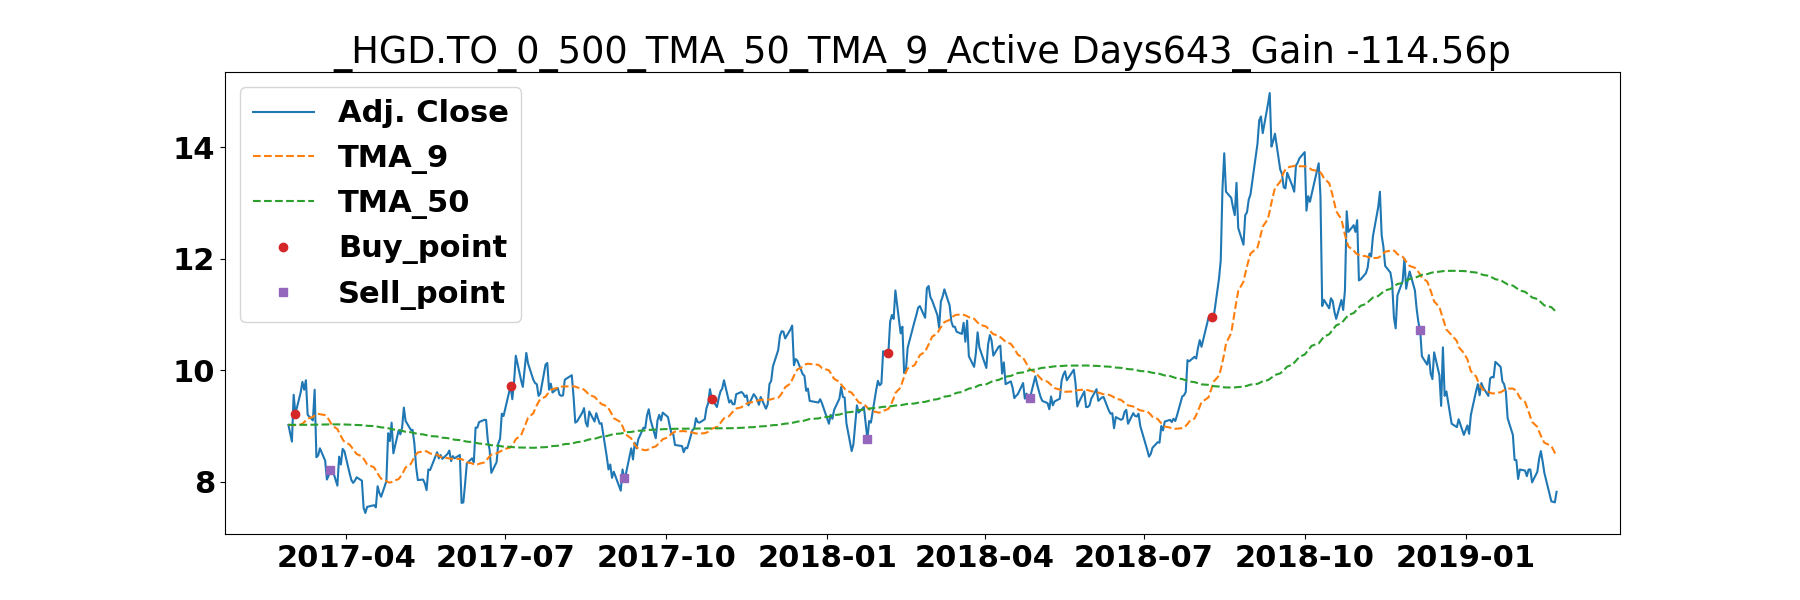 _HGD.TO_0_500_TMA_50_TMA_9_Active Days643_Gain -114.56p
Adj. Close
TMA_9
TMA_50
Buy_point
Sell_point
14
12
10
8
2017-04 2017-07 2017-10 2018-01 2018-04 2018-07 2018-10 2019-01